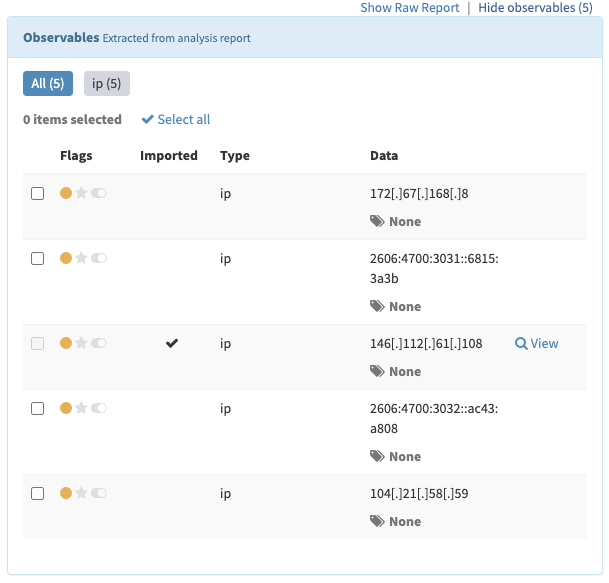 Show Raw Report | Hide observables (5)
Observables Extracted from analysis report
All (5) ip (5)
0 items selected Select all
Flags Imported Type Data
ip 172[.]67[.]168[.]8
None
ip 2606:4700:3031::6815:
3a3b
None
ip 146[.]112[.]61[.]108 View
None
ip 2606:4700:3032::ac43:
a808
None
ip 104[.]21[.]58[.]59
None